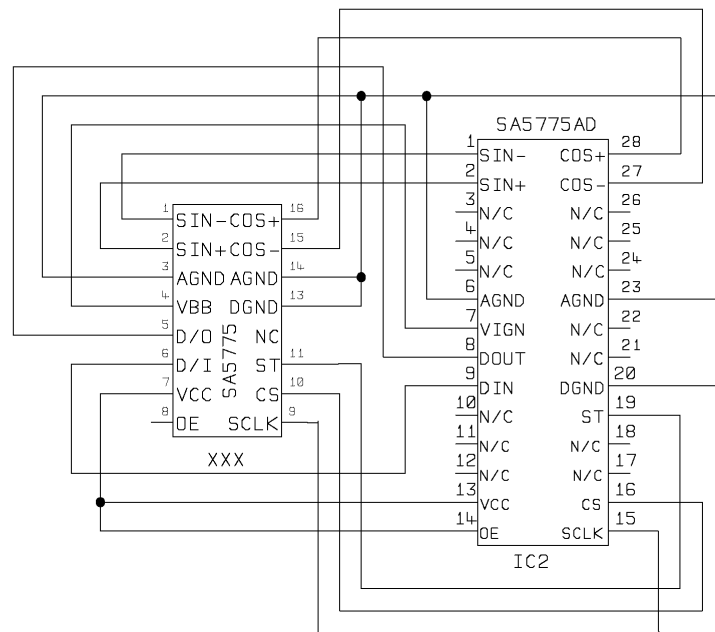 SA5775AD
1 SIN- COS+ 28
2 SIN+ COS- 27
3 N/C N/C 26
4 N/C N/C 25
5 N/C N/C 24
6 AGND AGND 23
7 VIGN N/C 22
8 DOUT N/C 21
9 DIN DGND 20
10 N/C ST 19
11 N/C N/C 18
12 N/C N/C 17
13 VCC CS 16
14 OE SCLK 15
IC2
1 SIN- COS+ 16
2 SIN+ COS- 15
3 AGND AGND 14
4 VBB DGND 13
5 D/O NC
6 D/I ST 11
7 VCC CS 10
8 OE SCLK 9
SA5775
XXX